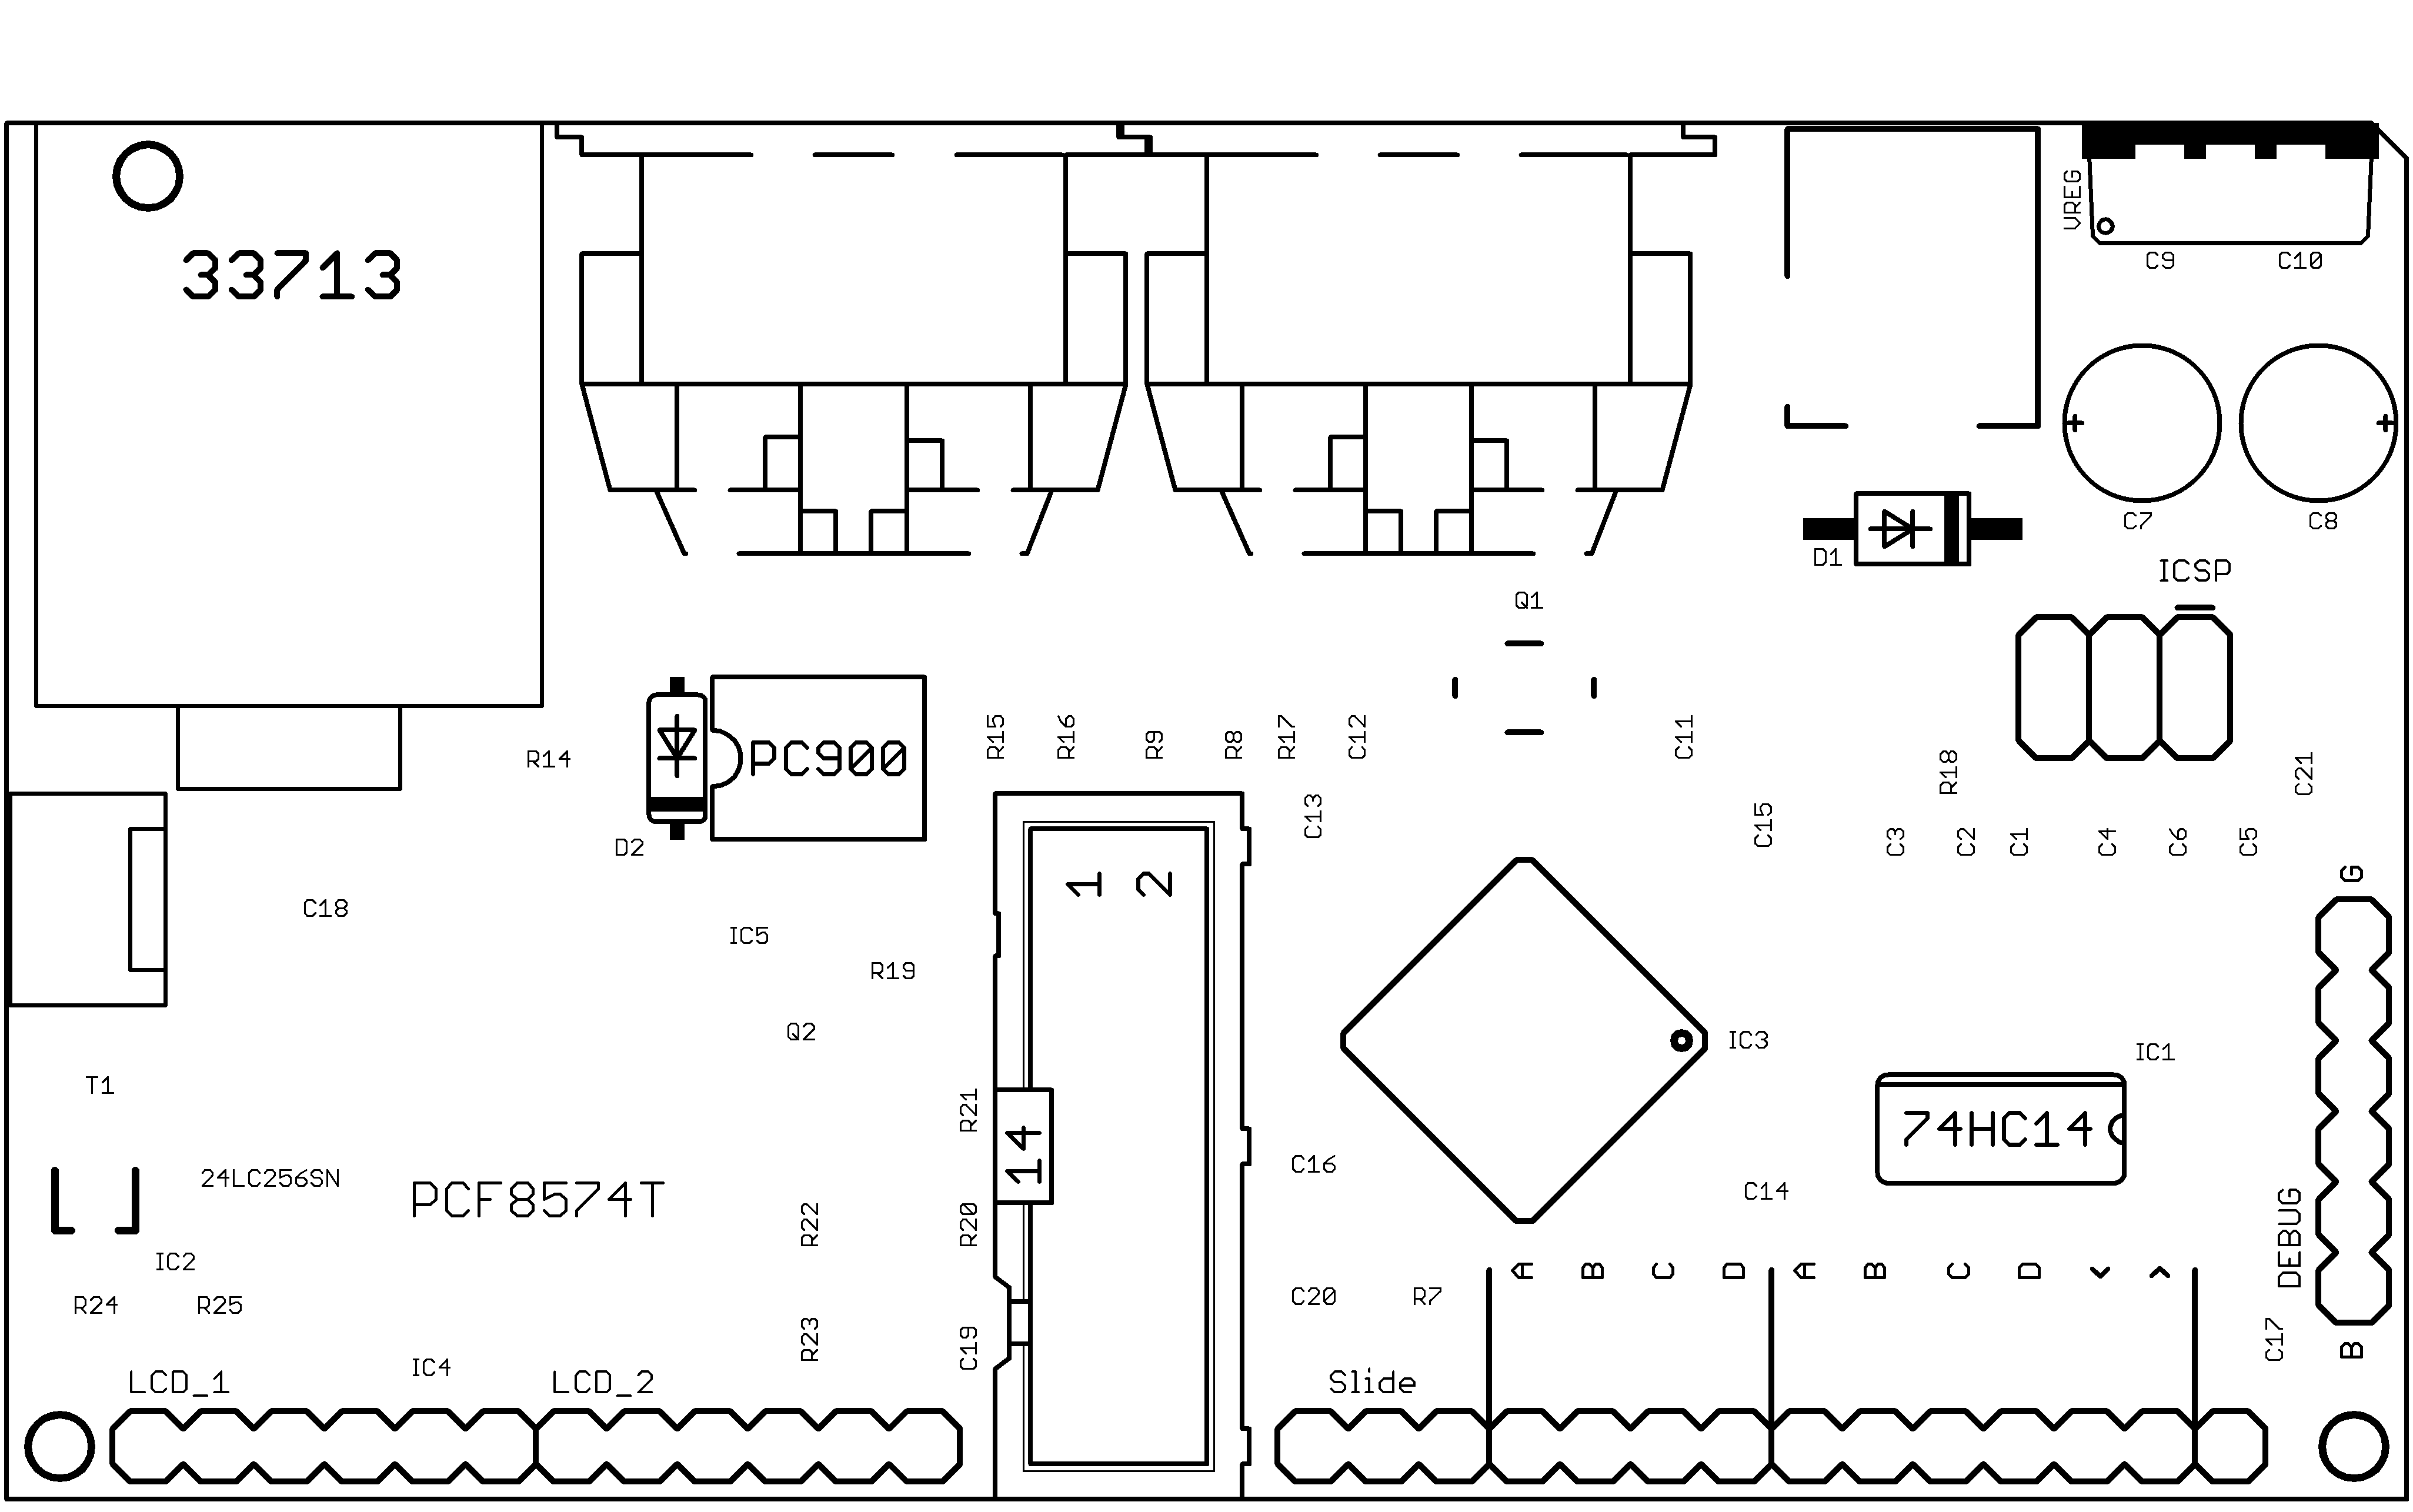 33713
VREG
C9
C10
C7
C8
D1
ICSP
Q1
R14
PC900
D2
R15
R16
R9
R8
R17
C12
C11
R18
C21
C13
C15
C3
C2
C1
C4
C6
C5
1
2
G
C18
IC5
R19
Q2
IC3
IC1
T1
R21
74HC14
14
C16
24LC256SN
PCF8574T
C14
R22
R20
DEBUG
IC2
A
B
C
D
A
B
C
D
<
>
R24
R25
C20
R7
R23
C19
C17
B
IC4
LCD_1
LCD_2
Slide